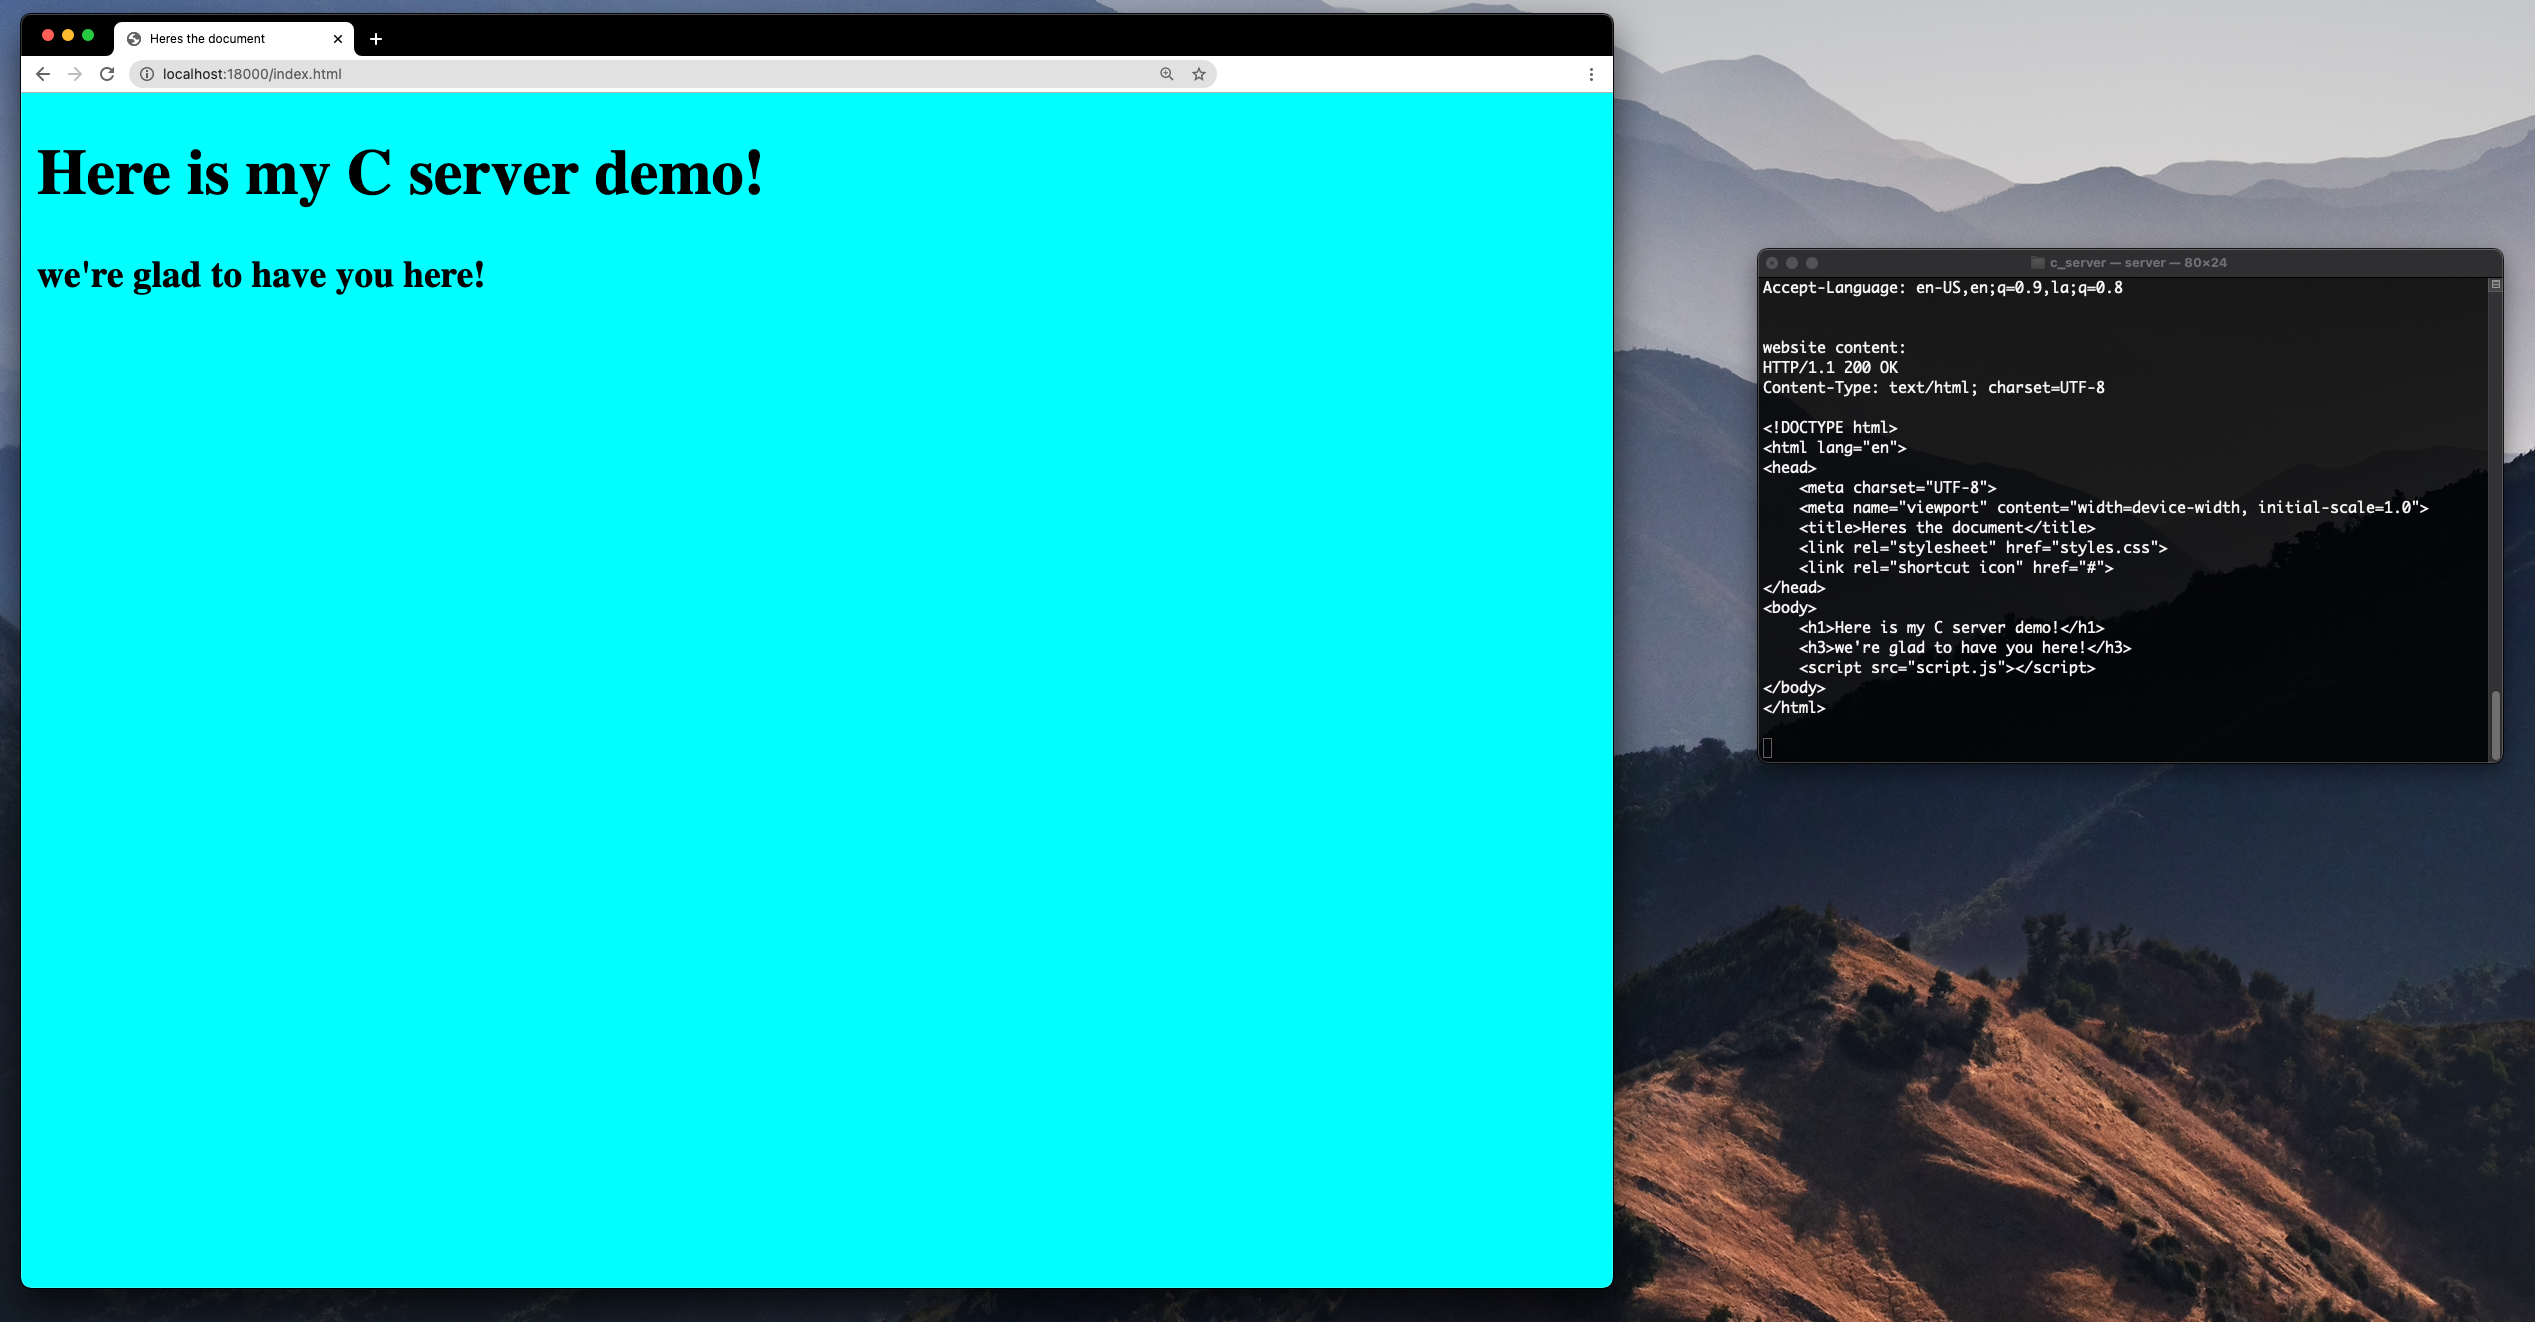 Heres the document
localhost:18000/index.html
Here is my C server demo!
we're glad to have you here!
c_server — server — 80×24
Accept-Language: en-US,en;q=0.9,la;q=0.8
website content:
HTTP/1.1 200 OK
Content-Type: text/html; charset=UTF-8
<!DOCTYPE html>
<html lang="en">
<head>
    <meta charset="UTF-8">
    <meta name="viewport" content="width=device-width, initial-scale=1.0">
    <title>Heres the document</title>
    <link rel="stylesheet" href="styles.css">
    <link rel="shortcut icon" href="#">
</head>
<body>
    <h1>Here is my C server demo!</h1>
    <h3>we're glad to have you here!</h3>
    <script src="script.js"></script>
</body>
</html>